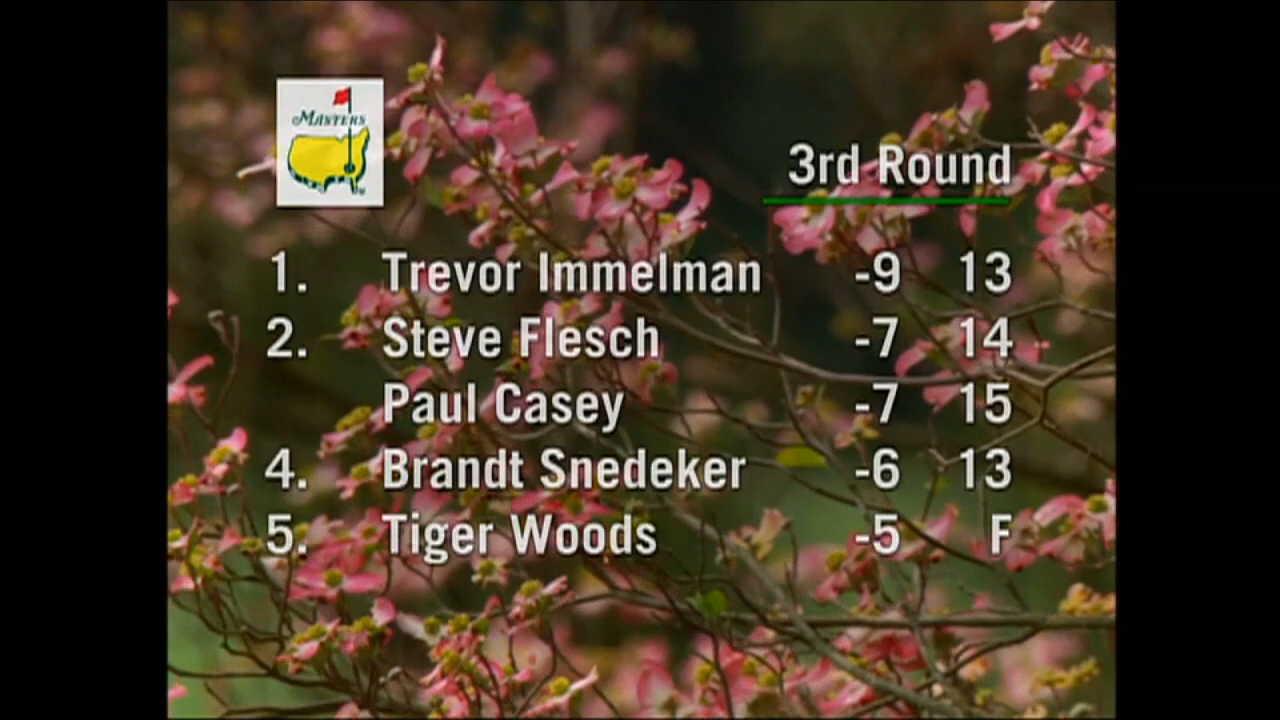 Masters
3rd Round
1. Trevor Immelman -9 13
2. Steve Flesch -7 14
Paul Casey -7 15
4. Brandt Snedeker -6 13
5. Tiger Woods -5 F